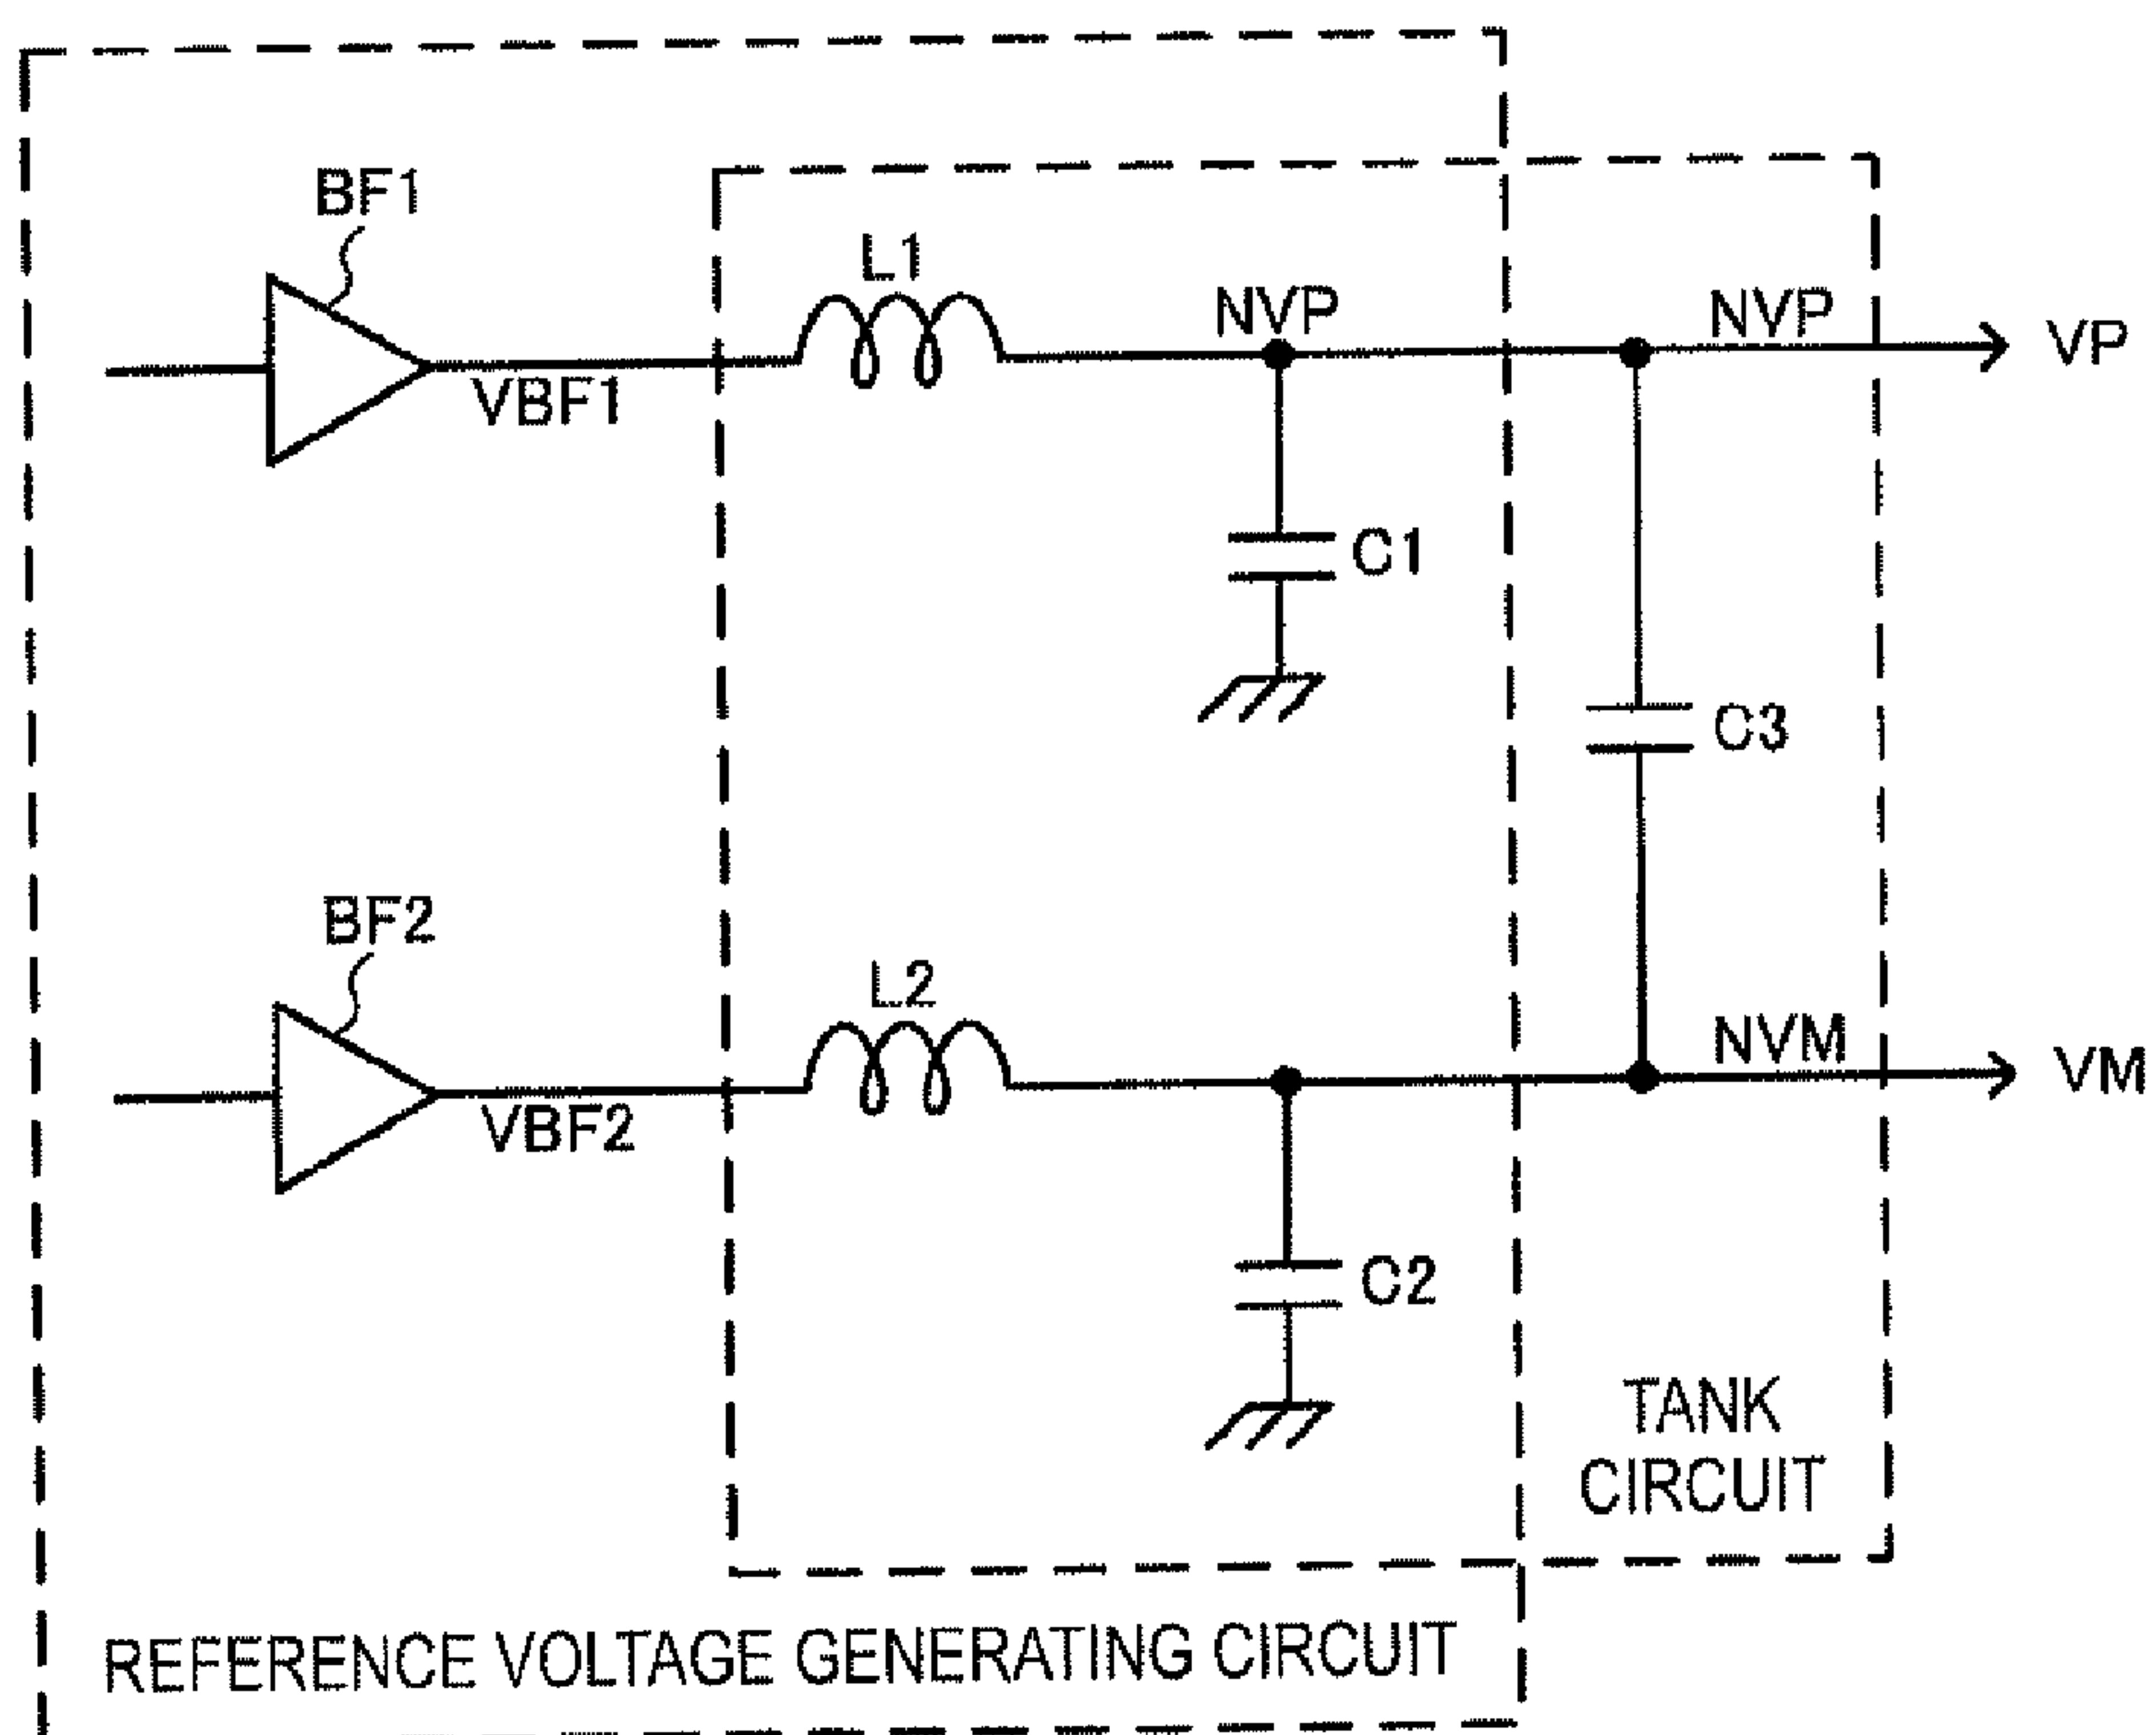 BF1
L1
NVP
NVP
VP
VBF1
C1
C3
BF2
L2
NVM
VM
VBF2
C2
TANK
CIRCUIT
REFERENCE VOLTAGE GENERATING CIRCUIT